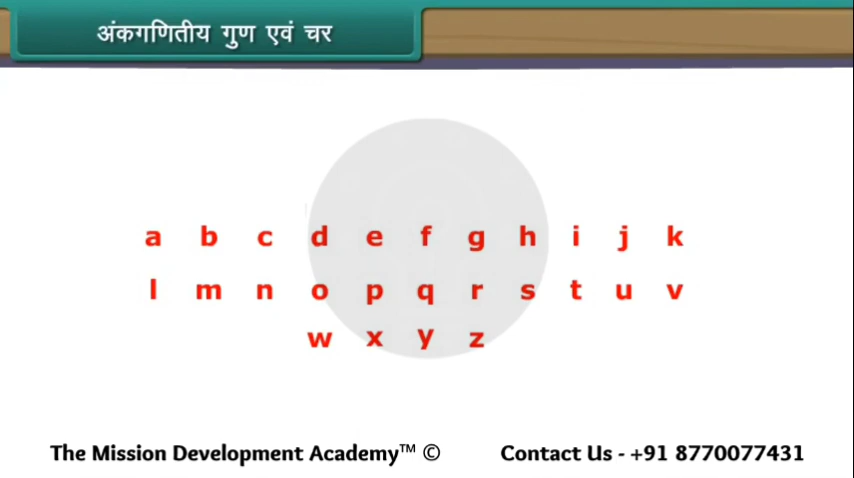 अंकगणितीय गुण एवं चर
a b c d e f g h i j k
l m n o p q r s t u v
w x y z
The Mission Development Academy™ © Contact Us - +91 8770077431